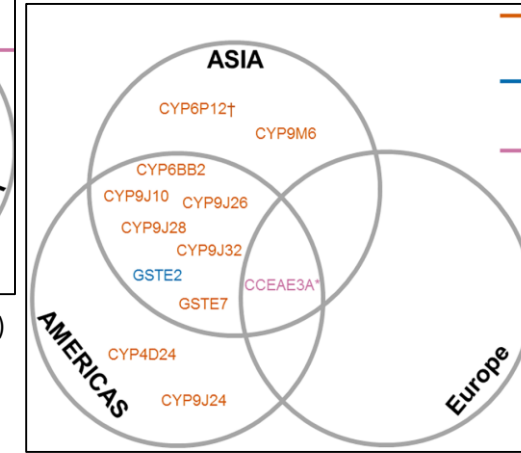 ASIA
CYP6P12†
CYP9M6
CYP6BB2
CYP9J10
CYP9J26
CYP9J28
CYP9J32
GSTE2
CCEAE3A*
GSTE7
CYP4D24
CYP9J24
AMERICAS
Europe
)